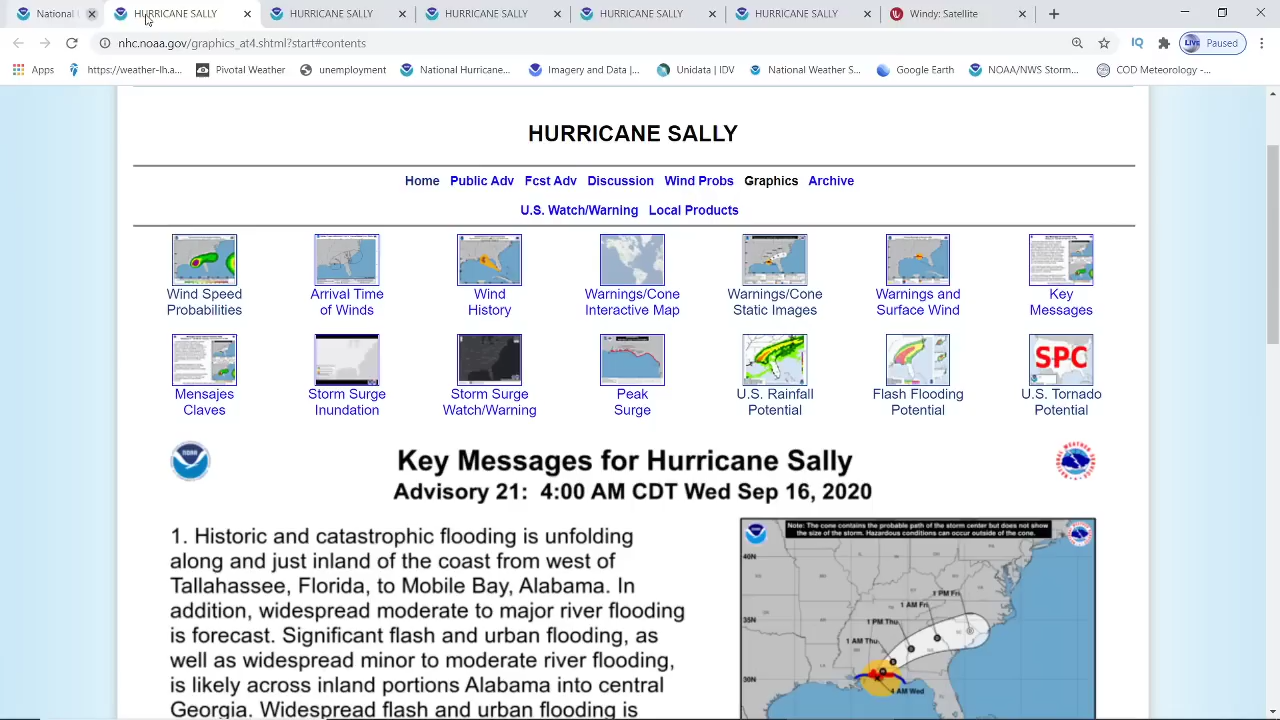 National
HURRICANE SALLY
HURRICANE SALLY
HURRICANE SALLY
HURRICANE SALLY
HURRICANE SALLY
Windy: Satellite
nhc.noaa.gov/graphics_at4.shtml?start#contents
IQ
LIVE
Paused
Apps
https://weather-lh.a...
Pivotal Weather
unemployment
National Hurricane...
Imagery and Data |...
Unidata | IDV
National Weather S...
Google Earth
NOAA/NWS Storm...
COD Meteorology -...
HURRICANE SALLY
Home Public Adv Fcst Adv Discussion Wind Probs Graphics Archive
U.S. Watch/Warning Local Products
Wind Speed
Probabilities
Arrival Time
of Winds
Wind
History
Warnings/Cone
Interactive Map
Warnings/Cone
Static Images
Warnings and
Surface Wind
Key
Messages
SPC
Mensajes
Claves
Storm Surge
Inundation
Storm Surge
Watch/Warning
Peak
Surge
U.S. Rainfall
Potential
Flash Flooding
Potential
U.S. Tornado
Potential
NOAA
Key Messages for Hurricane Sally
Advisory 21: 4:00 AM CDT Wed Sep 16, 2020
1. Historic and catastrophic flooding is unfolding
along and just inland of the coast from west of
Tallahassee, Florida, to Mobile Bay, Alabama. In
addition, widespread moderate to major river flooding
is forecast. Significant flash and urban flooding, as
well as widespread minor to moderate river flooding,
is likely across inland portions Alabama into central
Georgia. Widespread flash and urban flooding is
Note: The cone contains the probable path of the storm center but does not show
the size of the storm. Hazardous conditions can occur outside of the cone.
40N
35N
30N
1 PM Fri
1 AM Fri
1 PM Thu
1 AM Thu
4 AM Wed